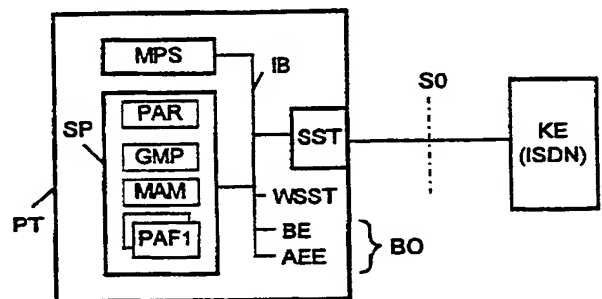 MPS
IB
S0
SP
PAR
SST
KE
(ISDN)
GMP
MAM
WSST
PT
PAF1
BE
AEE
BO